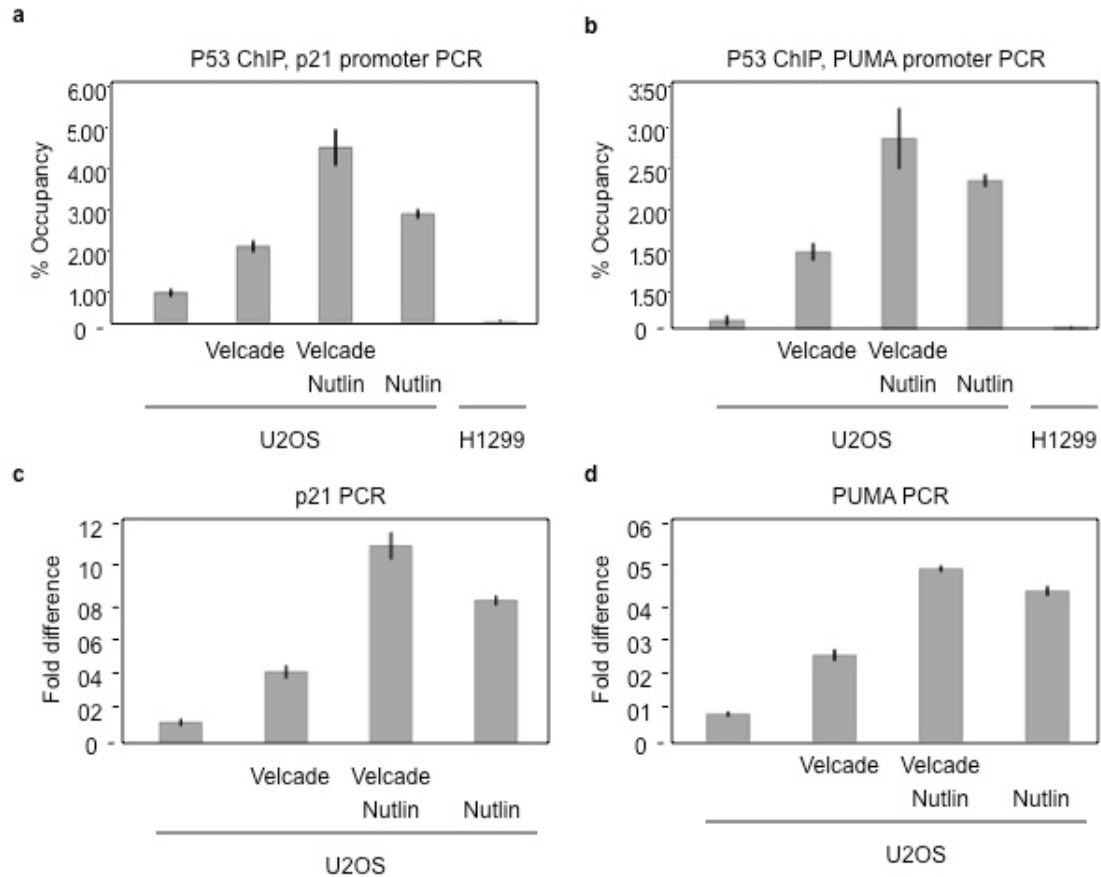 a
P53 ChIP, p21 promoter PCR
6.00
5.00
4.00
3.00
2.00
1.00
0
% Occupancy
Velcade Velcade
Nutlin Nutlin
U2OS H1299
b
P53 ChIP, PUMA promoter PCR
3.50
3.00
2.50
2.00
1.50
1.50
0
% Occupancy
Velcade Velcade
Nutlin Nutlin
U2OS H1299
c
p21 PCR
12
10
08
06
04
02
0
Fold difference
Velcade Velcade
Nutlin Nutlin
U2OS
d
PUMA PCR
06
05
04
03
02
01
0
Fold difference
Velcade Velcade
Nutlin Nutlin
U2OS